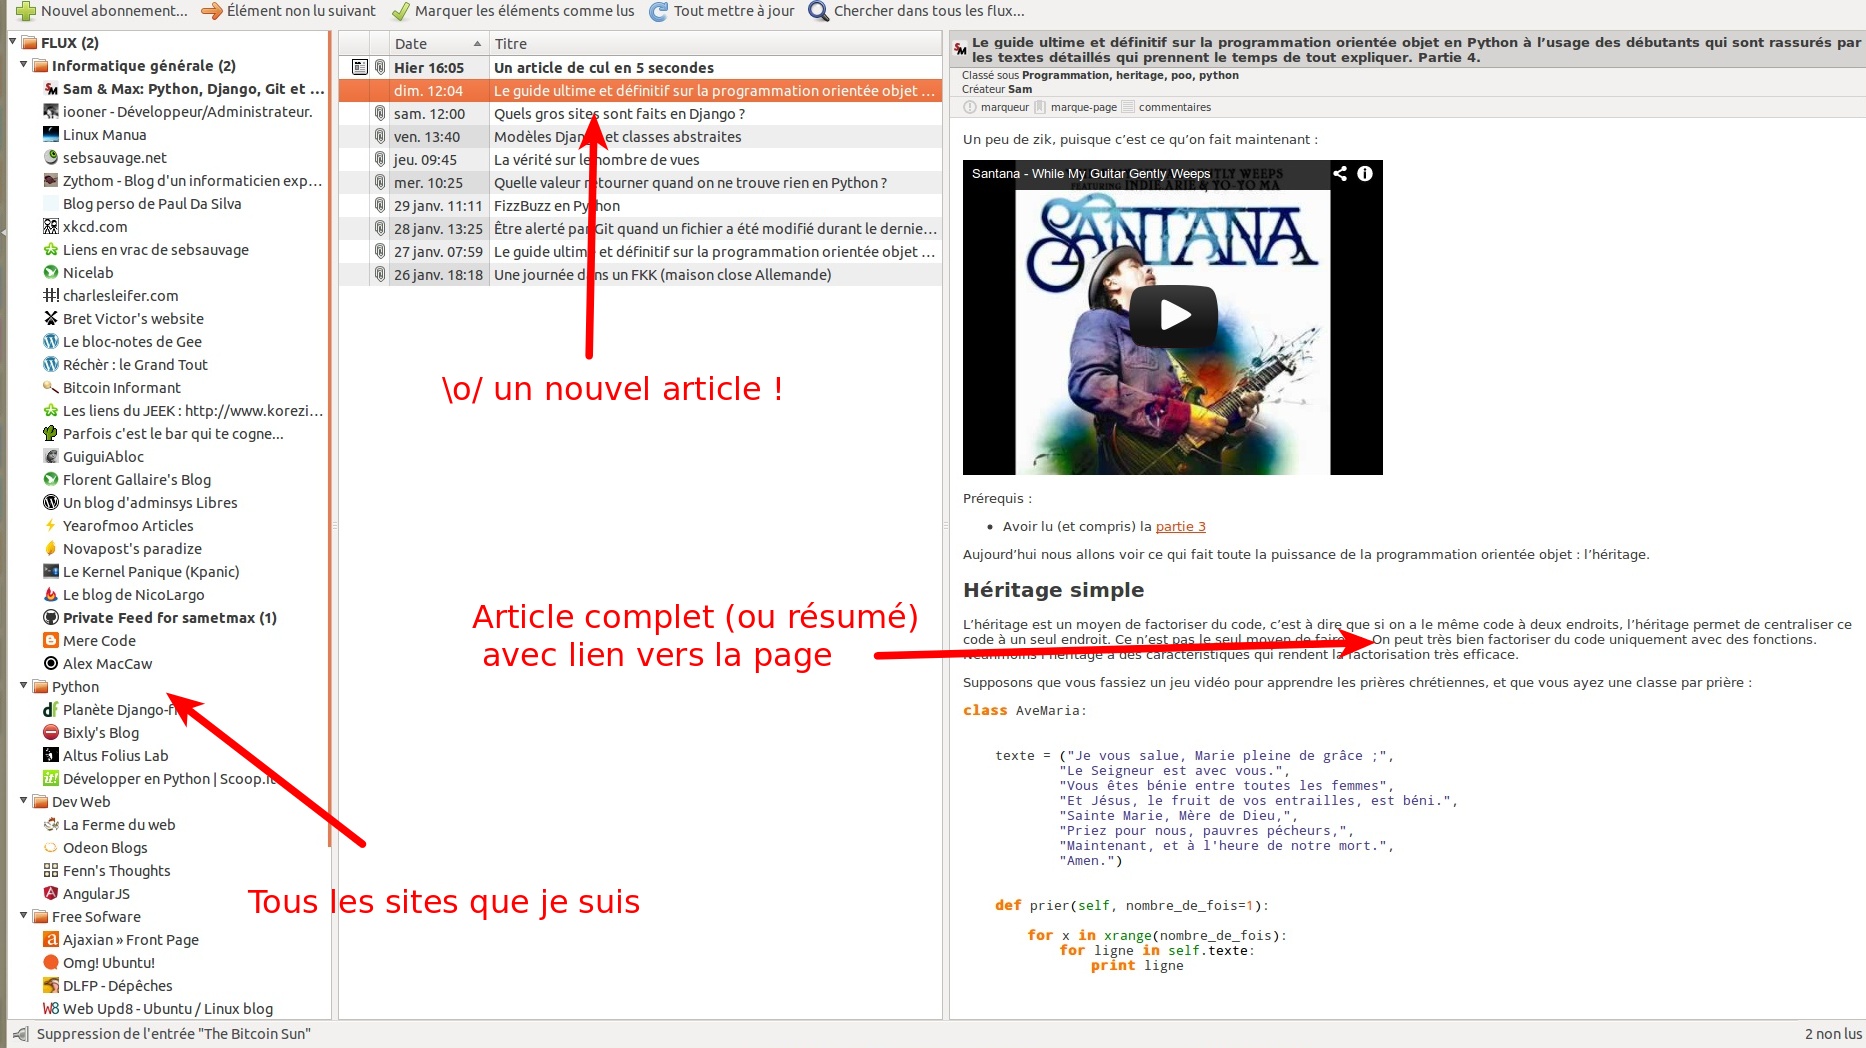 Nouvel abonnement... Élément non lu suivant Marquer les éléments comme lus Tout mettre à jour Chercher dans tous les flux...
FLUX (2)
Informatique générale (2)
Sam & Max: Python, Django, Git et ...
iooner - Développeur/Administrateur.
Linux Manua
sebsauvage.net
Zythom - Blog d'un informaticien exp...
Blog perso de Paul Da Silva
xkcd.com
Liens en vrac de sebsauvage
Nicelab
charlesleifer.com
Bret Victor's website
Le bloc-notes de Gee
Réchèr : le Grand Tout
Bitcoin Informant
Les liens du JEEK : http://www.korezi...
Parfois c'est le bar qui te cogne...
GuiguiAbloc
Florent Gallaire's Blog
Un blog d'adminsys Libres
Yearofmoo Articles
Novapost's paradize
Le Kernel Panique (Kpanic)
Le blog de NicoLargo
Private Feed for sametmax (1)
Mere Code
Alex MacCaw
Python
Planète Django-f
Bixly's Blog
Altus Folius Lab
Développer en Python | Scoop.it
Dev Web
La Ferme du web
Odeon Blogs
Fenn's Thoughts
AngularJS
Free Sofware
Ajaxian » Front Page
Omg! Ubuntu!
DLFP - Dépêches
Web Upd8 - Ubuntu / Linux blog
Date Titre
Hier 16:05 Un article de cul en 5 secondes
dim. 12:04 Le guide ultime et définitif sur la programmation orientée objet ...
sam. 12:00 Quels gros sites sont faits en Django ?
ven. 13:40 Modèles Django et classes abstraites
jeu. 09:45 La vérité sur le nombre de vues
mer. 10:25 Quelle valeur retourner quand on ne trouve rien en Python ?
29 janv. 11:11 FizzBuzz en Python
28 janv. 13:25 Être alerté par Git quand un fichier a été modifié durant le dernie...
27 janv. 07:59 Le guide ultime et définitif sur la programmation orientée objet ...
26 janv. 18:18 Une journée dans un FKK (maison close Allemande)
\o/ un nouvel article !
Article complet (ou résumé)
avec lien vers la page
Tous les sites que je suis
Le guide ultime et définitif sur la programmation orientée objet en Python à l’usage des débutants qui sont rassurés par
les textes détaillés qui prennent le temps de tout expliquer. Partie 4.
Classé sous Programmation, heritage, poo, python
Créateur Sam
marqueur marque-page commentaires
Un peu de zik, puisque c’est ce qu’on fait maintenant :
Santana - While My Guitar Gently Weeps
FEATURING INDIE.ARIE & YO-YO MA
SANTANA
Prérequis :
• Avoir lu (et compris) la partie 3
Aujourd’hui nous allons voir ce qui fait toute la puissance de la programmation orientée objet : l’héritage.
Héritage simple
L’héritage est un moyen de factoriser du code, c’est à dire que si on a le même code à deux endroits, l’héritage permet de centraliser ce
code à un seul endroit. Ce n’est pas le seul moyen de faire On peut très bien factoriser du code uniquement avec des fonctions.
Néanmoins l’héritage a des caractéristiques qui rendent la factorisation très efficace.
Supposons que vous fassiez un jeu vidéo pour apprendre les prières chrétiennes, et que vous ayez une classe par prière :
class AveMaria:
texte = ("Je vous salue, Marie pleine de grâce ;",
"Le Seigneur est avec vous.",
"Vous êtes bénie entre toutes les femmes",
"Et Jésus, le fruit de vos entrailles, est béni.",
"Sainte Marie, Mère de Dieu,",
"Priez pour nous, pauvres pécheurs,",
"Maintenant, et à l'heure de notre mort.",
"Amen.")
def prier(self, nombre_de_fois=1):
for x in xrange(nombre_de_fois):
for ligne in self.texte:
print ligne
Suppression de l'entrée "The Bitcoin Sun" 2 non lus